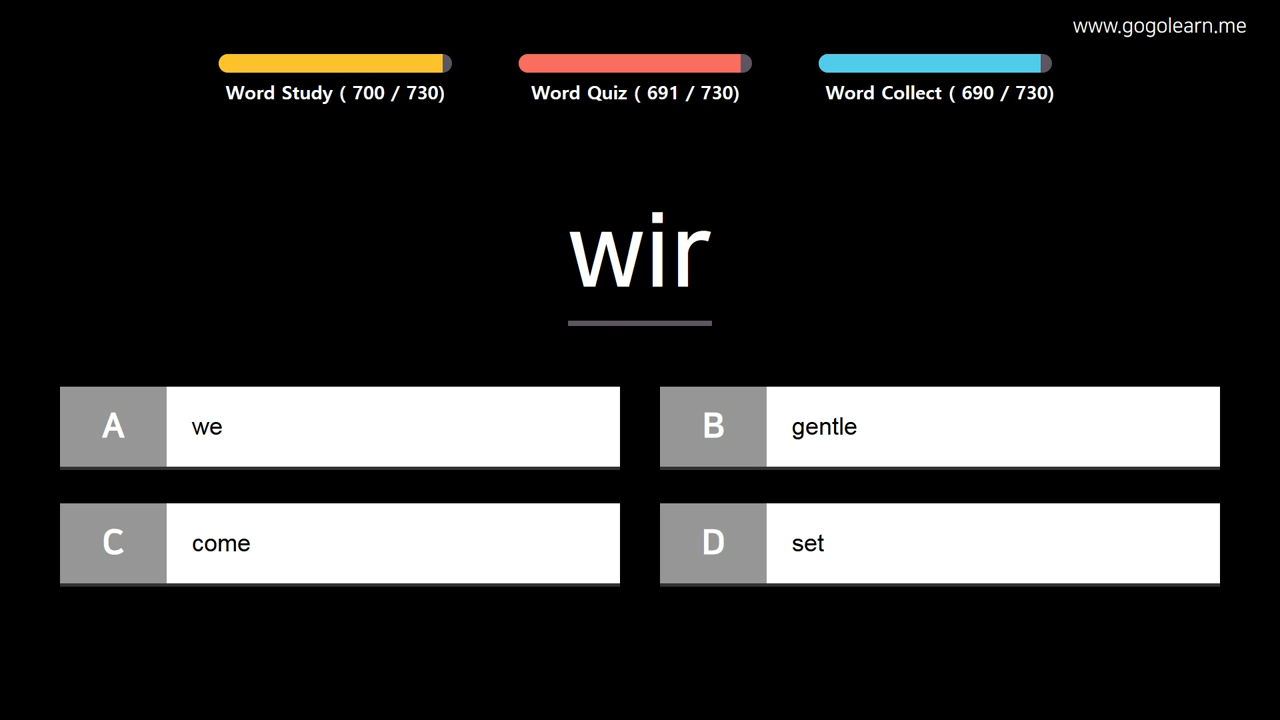 www.gogolearn.me
Word Study ( 700 / 730)
Word Quiz ( 691 / 730)
Word Collect ( 690 / 730)
wir
A we
B gentle
C come
D set